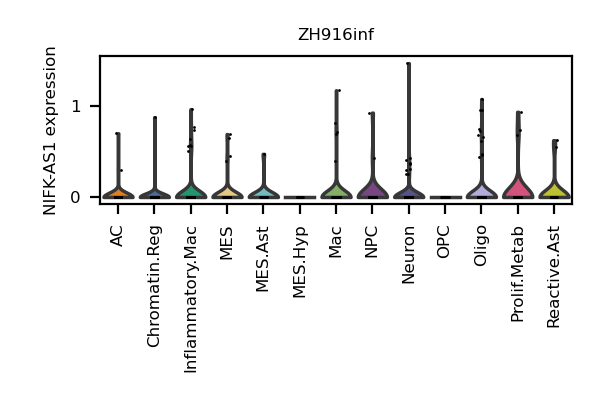 ZH916inf
NIFK-AS1 expression
1
0
AC
Chromatin.Reg
Inflammatory.Mac
MES
MES.Ast
MES.Hyp
Mac
NPC
Neuron
OPC
Oligo
Prolif.Metab
Reactive.Ast